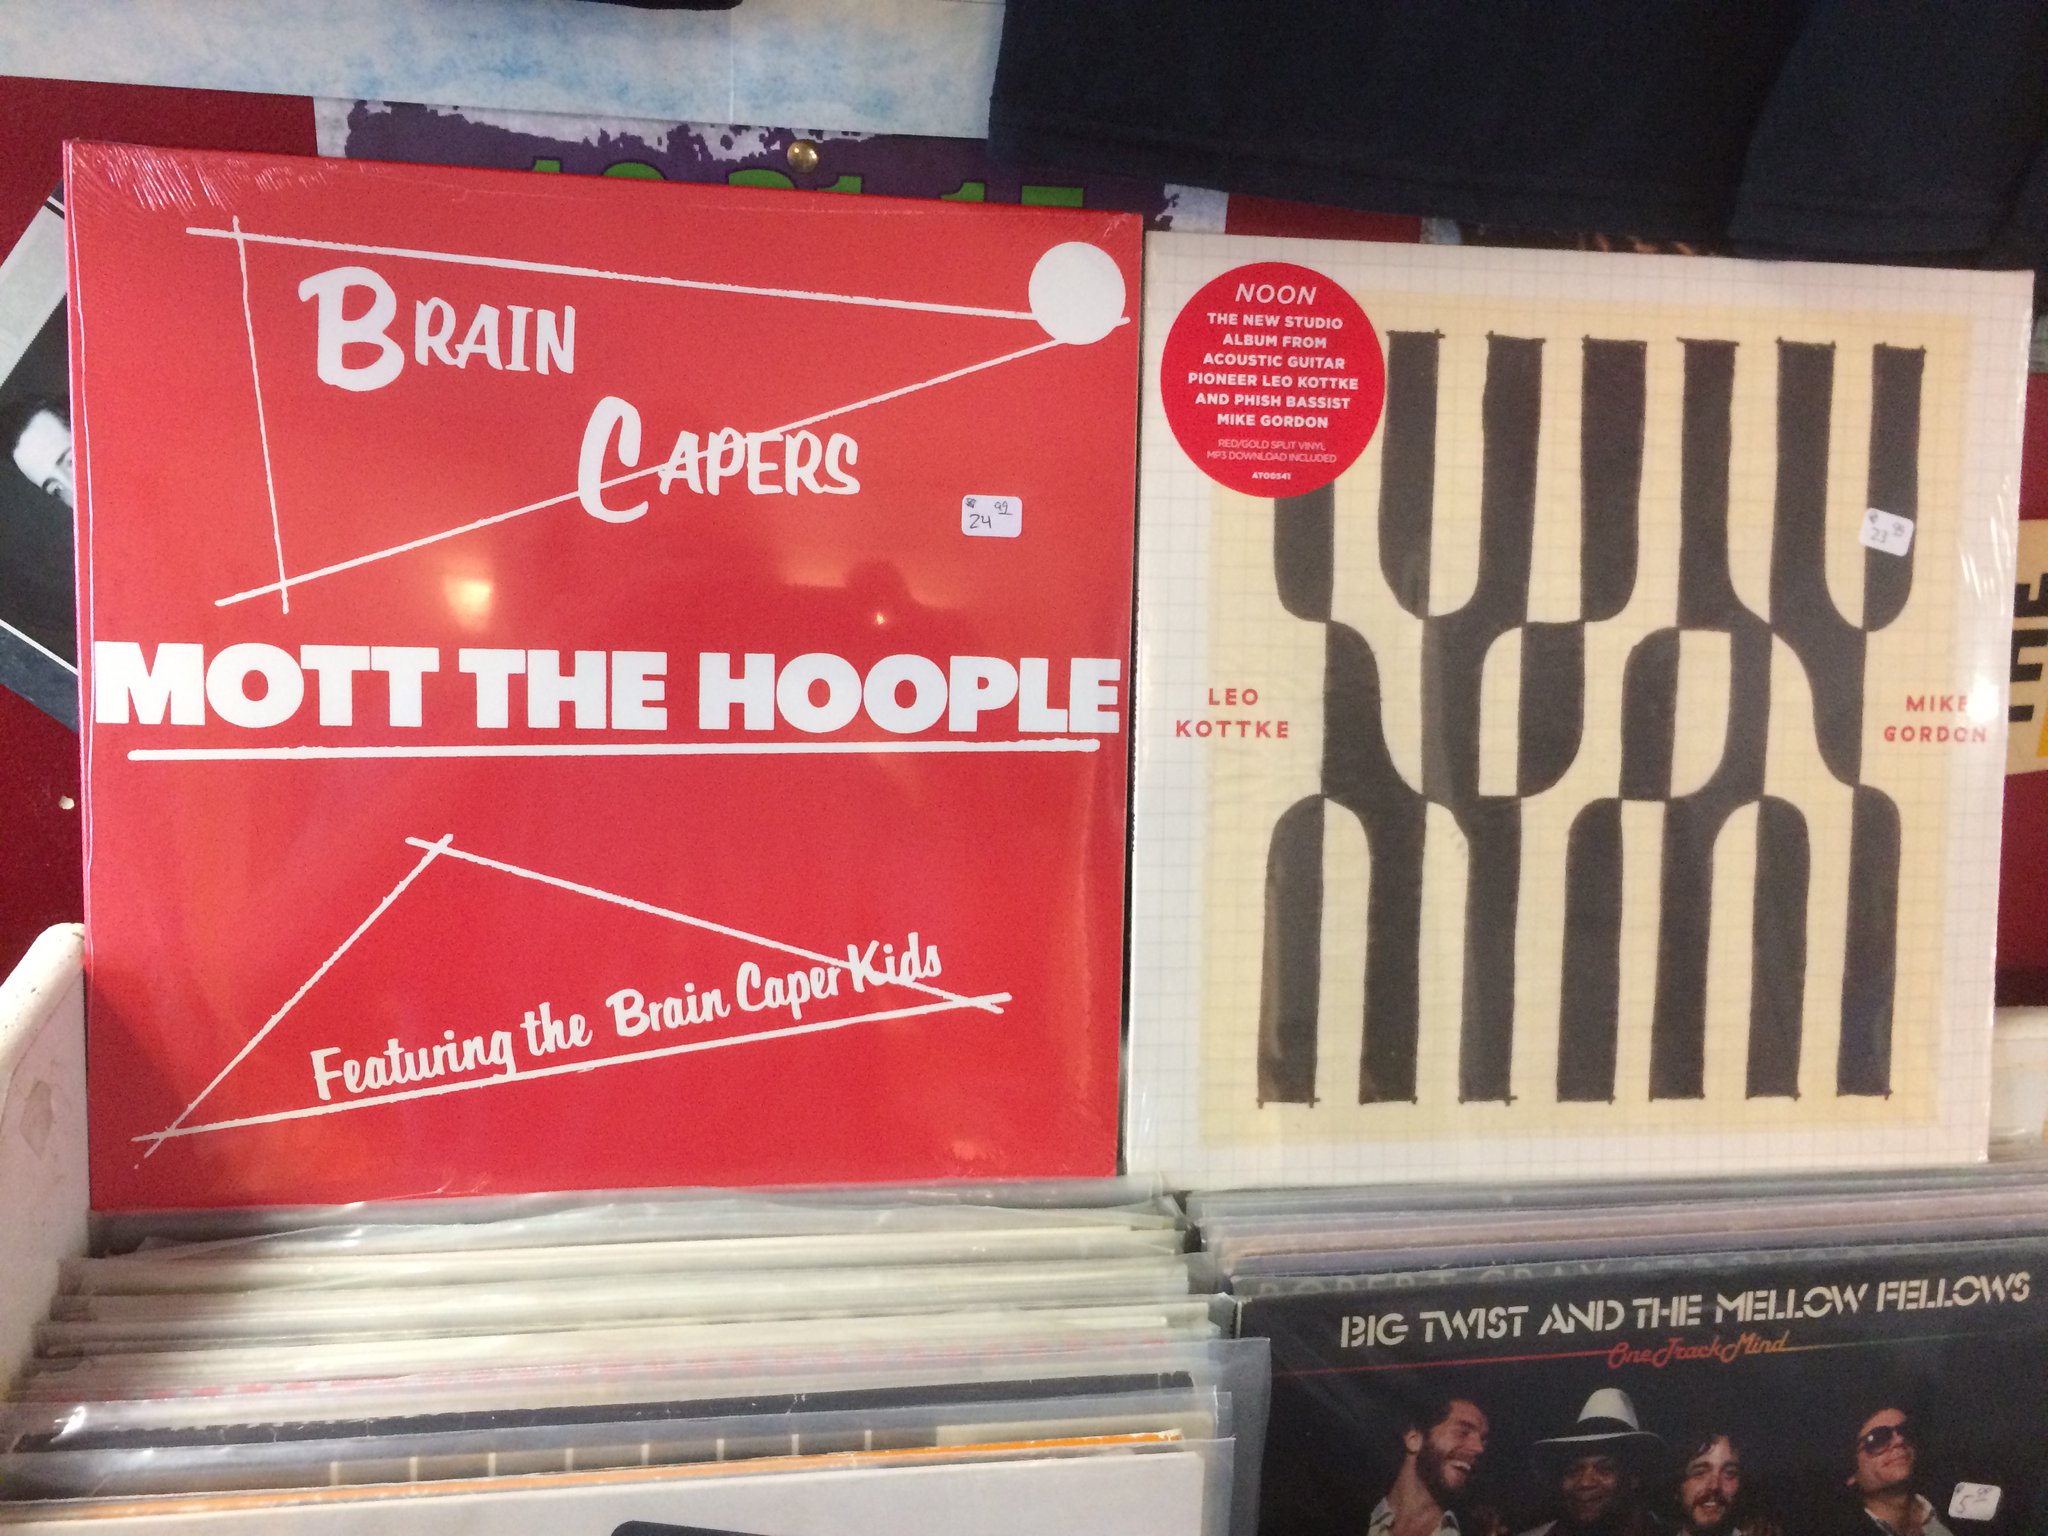 BRAIN
CAPERS
$24.99
MOTT THE HOOPLE
Featuring the Brain Caper Kids
NOON
THE NEW STUDIO
ALBUM FROM
ACOUSTIC GUITAR
PIONEER LEO KOTTKE
AND PHISH BASSIST
MIKE GORDON
RED/GOLD SPLIT VINYL
MP3 DOWNLOAD INCLUDED
ATO0541
LEO
KOTTKE
MIKE
GORDON
BIG TWIST AND THE MELLOW FELLOWS
One Track Mind